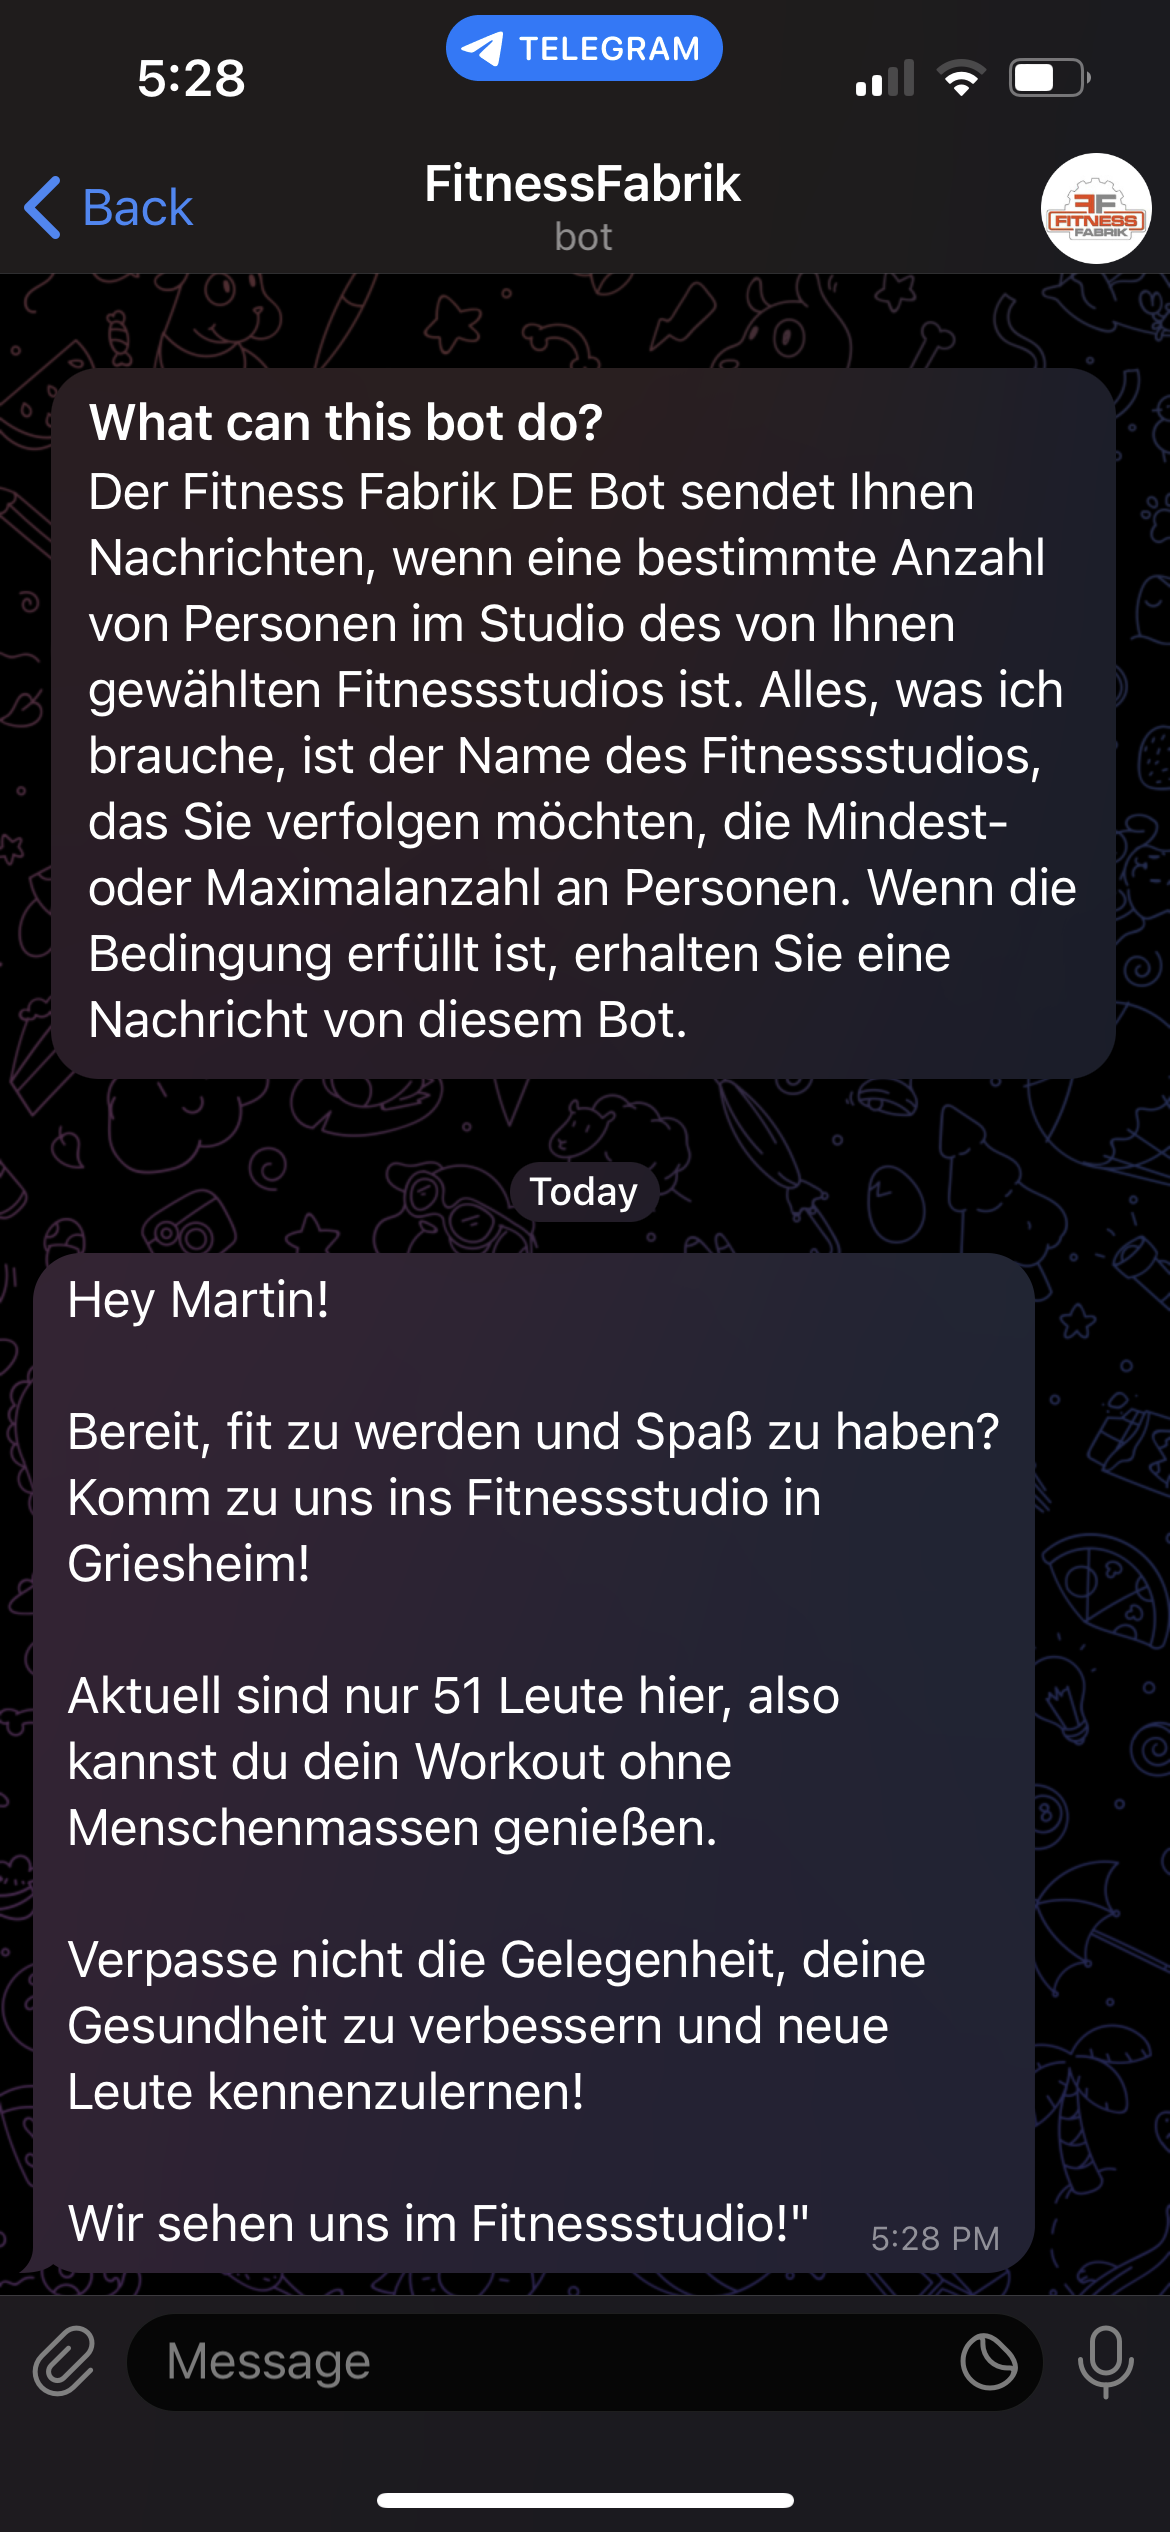 5:28
TELEGRAM
Back
FitnessFabrik
bot
FF
FITNESS
FABRIK
What can this bot do?
Der Fitness Fabrik DE Bot sendet Ihnen
Nachrichten, wenn eine bestimmte Anzahl
von Personen im Studio des von Ihnen
gewählten Fitnessstudios ist. Alles, was ich
brauche, ist der Name des Fitnessstudios,
das Sie verfolgen möchten, die Mindest-
oder Maximalanzahl an Personen. Wenn die
Bedingung erfüllt ist, erhalten Sie eine
Nachricht von diesem Bot.
Today
Hey Martin!
Bereit, fit zu werden und Spaß zu haben?
Komm zu uns ins Fitnessstudio in
Griesheim!
Aktuell sind nur 51 Leute hier, also
kannst du dein Workout ohne
Menschenmassen genießen.
Verpasse nicht die Gelegenheit, deine
Gesundheit zu verbessern und neue
Leute kennenzulernen!
Wir sehen uns im Fitnessstudio!"
5:28 PM
Message